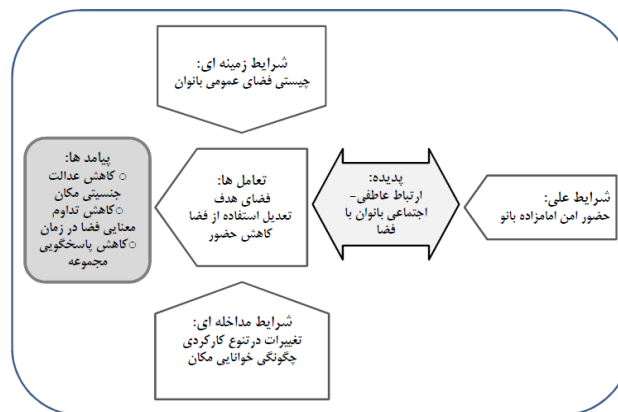 شرایط زمینه ای:
چیستی فضای عمومی بانوان
شرایط علی:
حضور امن امامزاده بانو
پدیده:
ارتباط عاطفی-
اجتماعی بانوان با
فضا
تعامل ها:
فضای هدف
تعدیل استفاده از فضا
کاهش حضور
پیامد ها:
○ کاهش عدالت
جنسیتی مکان
○کاهش تداوم
معنایی فضا در زمان
○کاهش پاسخگویی
مجموعه
شرایط مداخله ای:
تغییرات درتنوع کارکردی
چگونگی خوانایی مکان